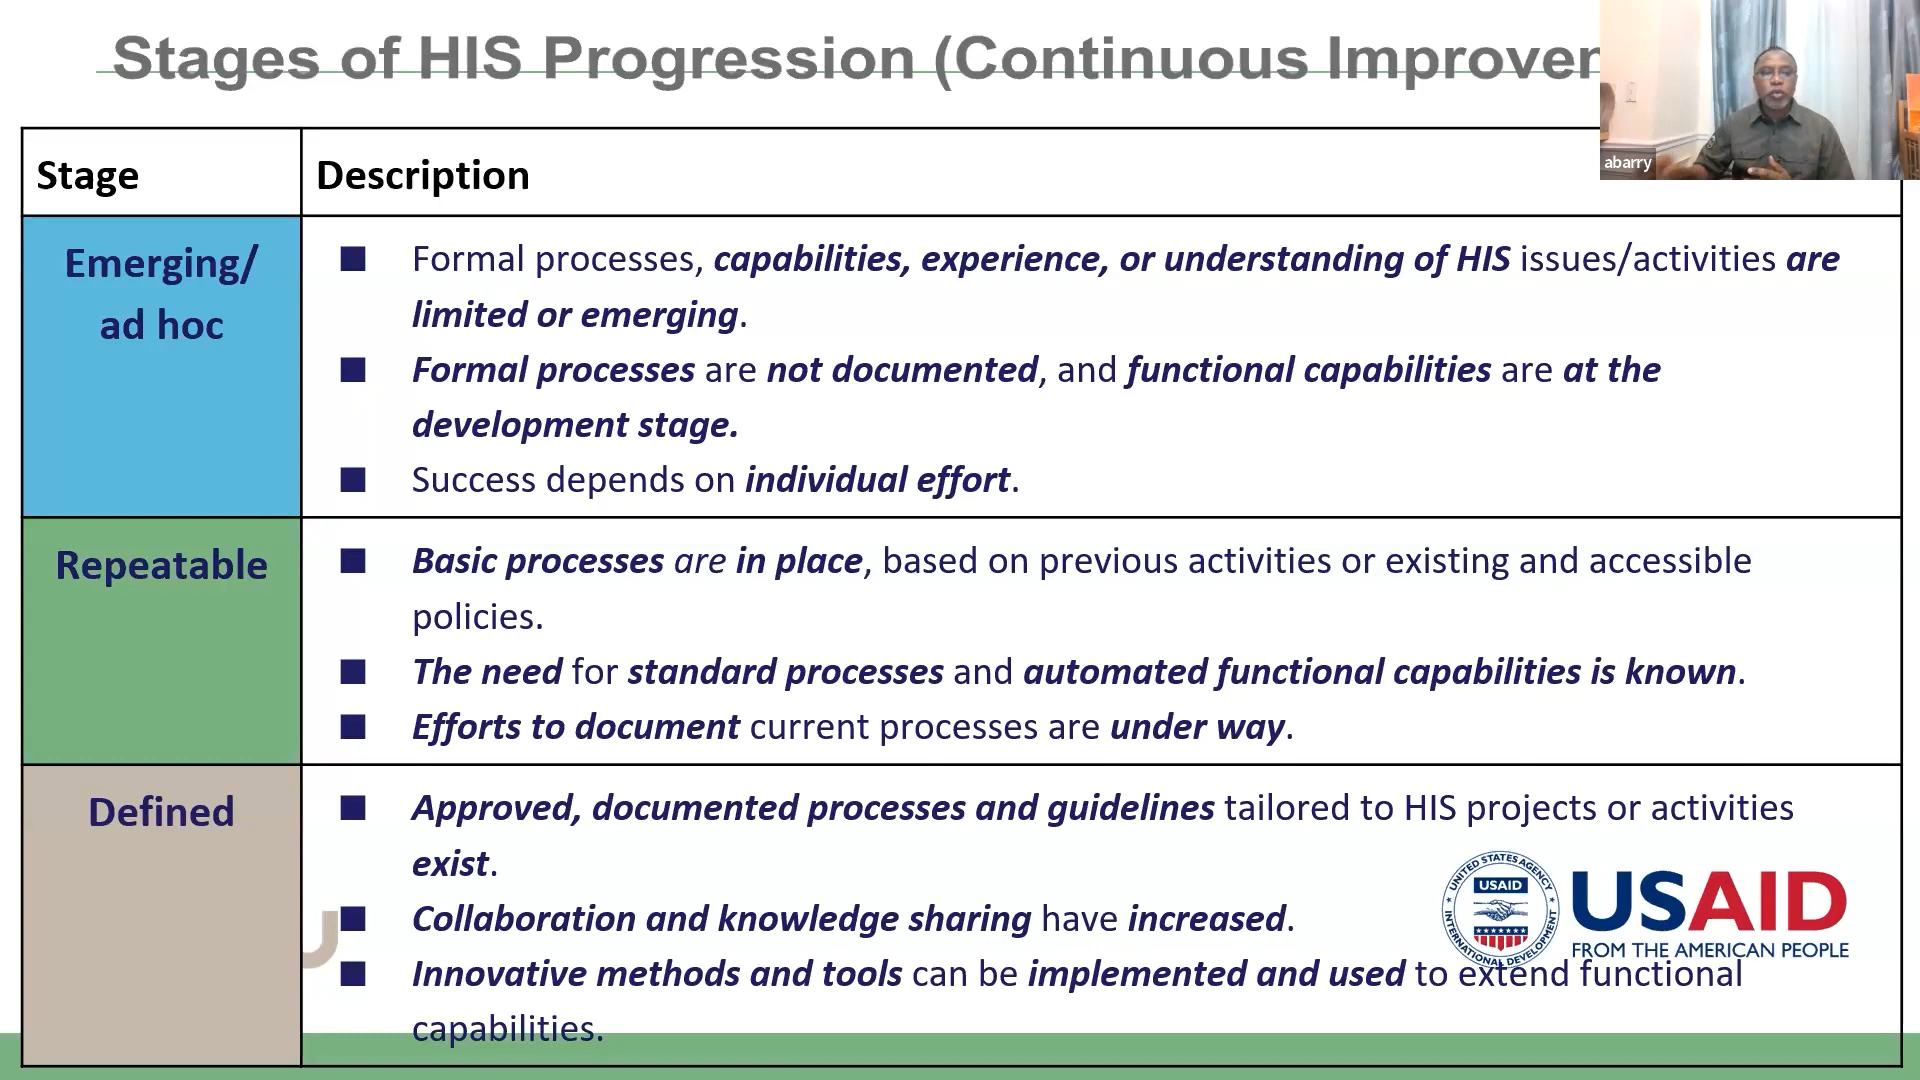 Stages of HIS Progression (Continuous Improve
abarry
Stage
Description
Emerging/
ad hoc
■ Formal processes, capabilities, experience, or understanding of HIS issues/activities are
limited or emerging.
■ Formal processes are not documented, and functional capabilities are at the
development stage.
■ Success depends on individual effort.
Repeatable
■ Basic processes are in place, based on previous activities or existing and accessible
policies.
■ The need for standard processes and automated functional capabilities is known.
■ Efforts to document current processes are under way.
Defined
■ Approved, documented processes and guidelines tailored to HIS projects or activities
exist.
■ Collaboration and knowledge sharing have increased.
■ Innovative methods and tools can be implemented and used to extend functional
capabilities.
UNITED STATES AGENCY
USAID
INTERNATIONAL DEVELOPMENT
USAID
FROM THE AMERICAN PEOPLE